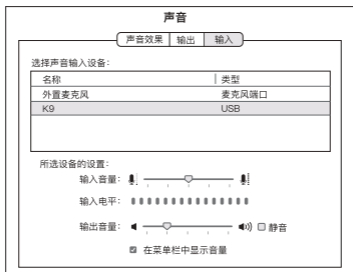 声音
声音效果 输出 输入
选择声音输入设备：
名称 类型
外置麦克风 麦克风端口
K9 USB
所选设备的设置：
输入音量：
输入电平：
输出音量： 静音
在菜单栏中显示音量